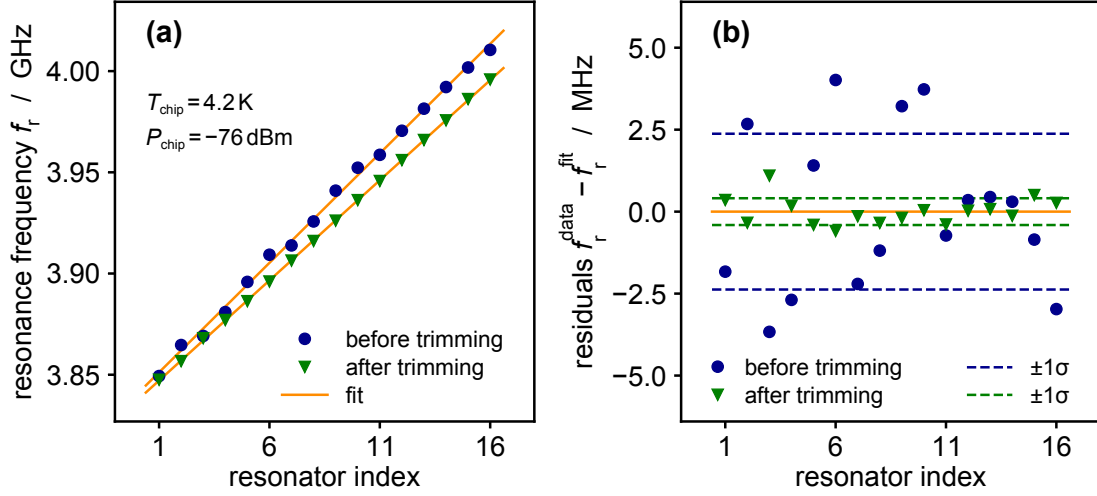 (a)
T_chip = 4.2 K
P_chip = −76 dBm
resonance frequency f_r / GHz
4.00
3.95
3.90
3.85
before trimming
after trimming
fit
1 6 11 16
resonator index
(b)
residuals f_r^data − f_r^fit / MHz
5.0
2.5
0.0
−2.5
−5.0
before trimming ±1σ
after trimming ±1σ
1 6 11 16
resonator index